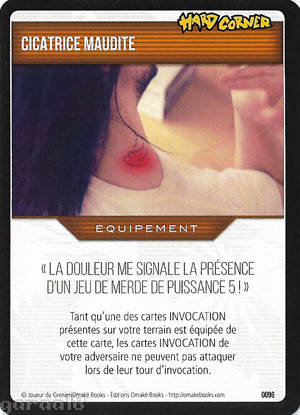 HARD CORNER
CICATRICE MAUDITE
ÉQUIPEMENT
« LA DOULEUR ME SIGNALE LA PRÉSENCE
D'UN JEU DE MERDE DE PUISSANCE 5 ! »
Tant qu'une des cartes INVOCATION
présentes sur votre terrain est équipée
de cette carte, les cartes INVOCATION de
votre adversaire ne peuvent pas attaquer
lors de leur tour d'invocation.
© Joueur du Grenier/Omaké Books - Éditions Omaké Books - http://omakebooks.com
0096